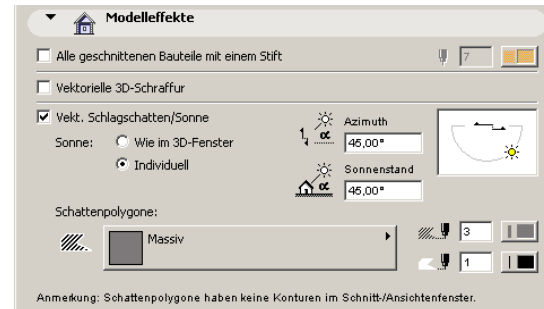 Modelleffekte
Alle geschnittenen Bauteile mit einem Stift 7
Vektorielle 3D-Schraffur
Vekt. Schlagschatten/Sonne
Azimuth
α 45,00°
Sonne: Wie im 3D-Fenster
Individuell
Sonnenstand
α 45,00°
Schattenpolygone:
Massiv
3
1
Anmerkung: Schattenpolygone haben keine Konturen im Schnitt-/Ansichtenfenster.